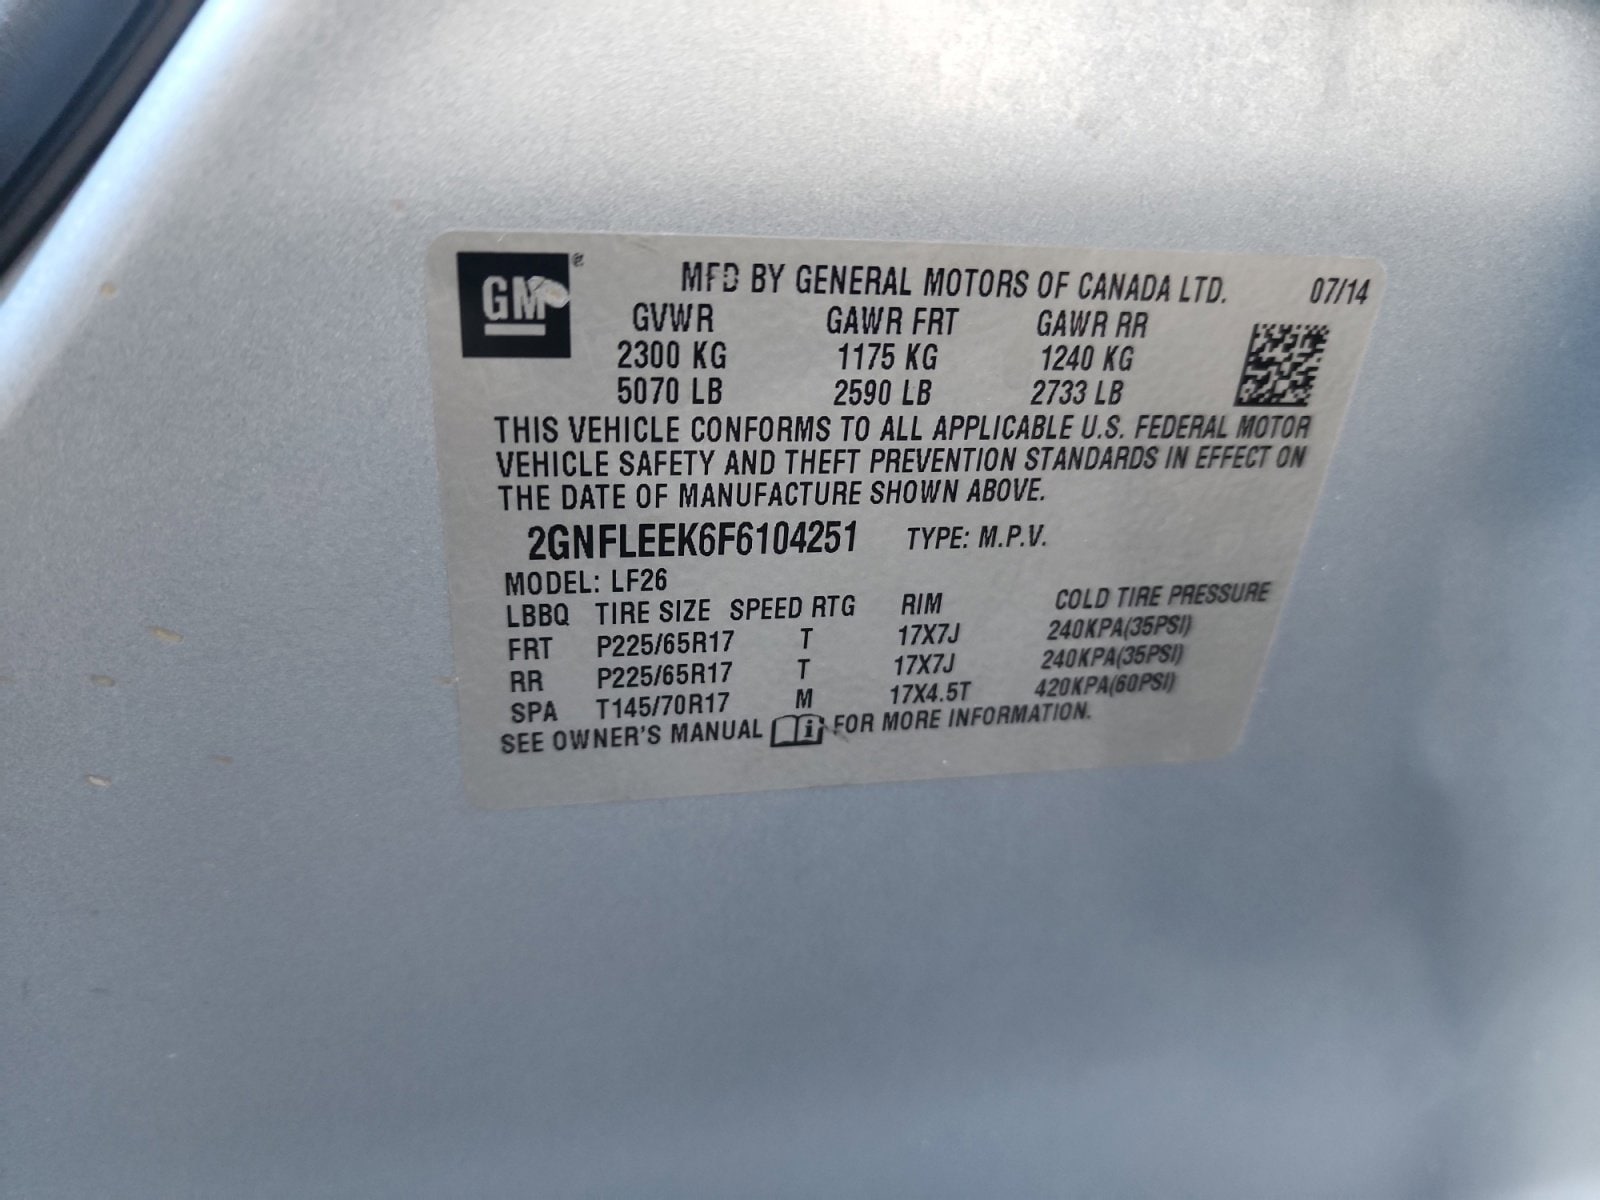 GM®
MFD BY GENERAL MOTORS OF CANADA LTD. 07/14
GVWR GAWR FRT GAWR RR
2300 KG 1175 KG 1240 KG
5070 LB 2590 LB 2733 LB
THIS VEHICLE CONFORMS TO ALL APPLICABLE U.S. FEDERAL MOTOR
VEHICLE SAFETY AND THEFT PREVENTION STANDARDS IN EFFECT ON
THE DATE OF MANUFACTURE SHOWN ABOVE.
2GNFLEEK6F6104251 TYPE: M.P.V.
MODEL: LF26
LBBQ TIRE SIZE SPEED RTG RIM COLD TIRE PRESSURE
FRT P225/65R17 T 17X7J 240KPA(35PSI)
RR P225/65R17 T 17X7J 240KPA(35PSI)
SPA T145/70R17 M 17X4.5T 420KPA(60PSI)
SEE OWNER'S MANUAL i FOR MORE INFORMATION.